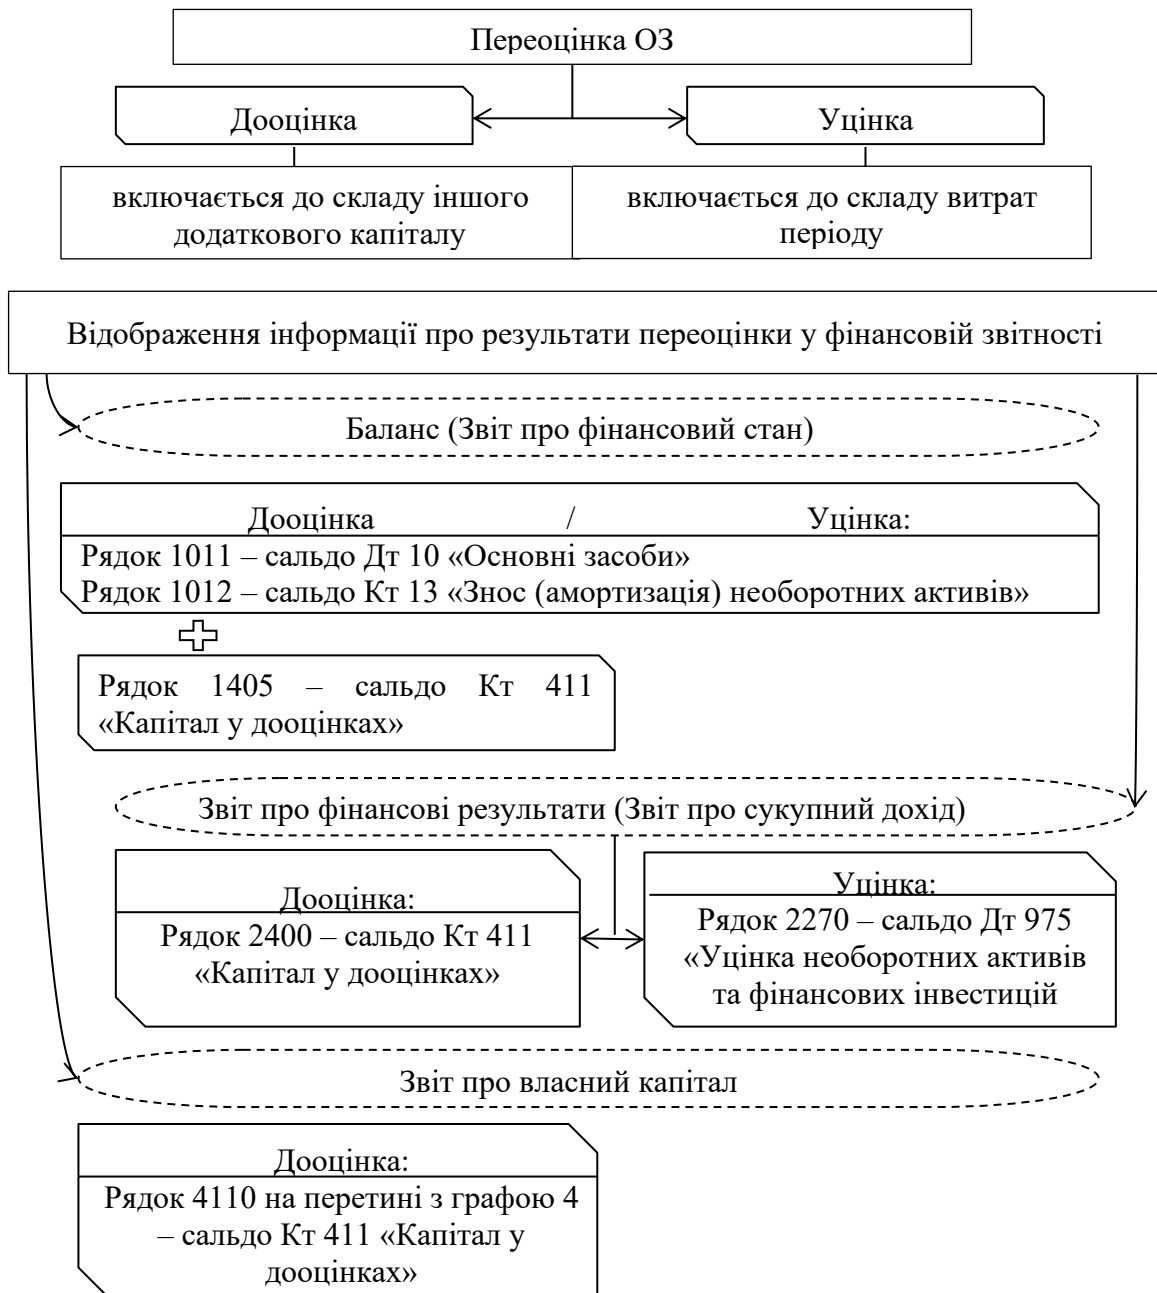 Переоцінка ОЗ
Дооцінка
Уцінка
включається до складу іншого
додаткового капіталу
включається до складу витрат
періоду
Відображення інформації про результати переоцінки у фінансовій звітності
Баланс (Звіт про фінансовий стан)
Дооцінка / Уцінка:
Рядок 1011 – сальдо Дт 10 «Основні засоби»
Рядок 1012 – сальдо Кт 13 «Знос (амортизація) необоротних активів»
Рядок 1405 – сальдо Кт 411
«Капітал у дооцінках»
Звіт про фінансові результати (Звіт про сукупний дохід)
Дооцінка:
Рядок 2400 – сальдо Кт 411
«Капітал у дооцінках»
Уцінка:
Рядок 2270 – сальдо Дт 975
«Уцінка необоротних активів
та фінансових інвестицій
Звіт про власний капітал
Дооцінка:
Рядок 4110 на перетині з графою 4
– сальдо Кт 411 «Капітал у
дооцінках»